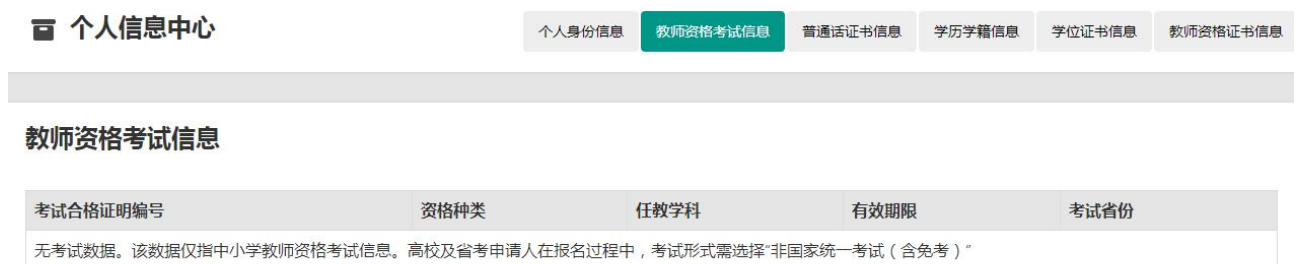 个人信息中心
个人身份信息 教师资格考试信息 普通话证书信息 学历学籍信息 学位证书信息 教师资格证书信息
教师资格考试信息
考试合格证明编号 资格种类 任教学科 有效期限 考试省份
无考试数据。该数据仅指中小学教师资格考试信息。高校及省考申请人在报名过程中，考试形式需选择"非国家统一考试（含免考）"